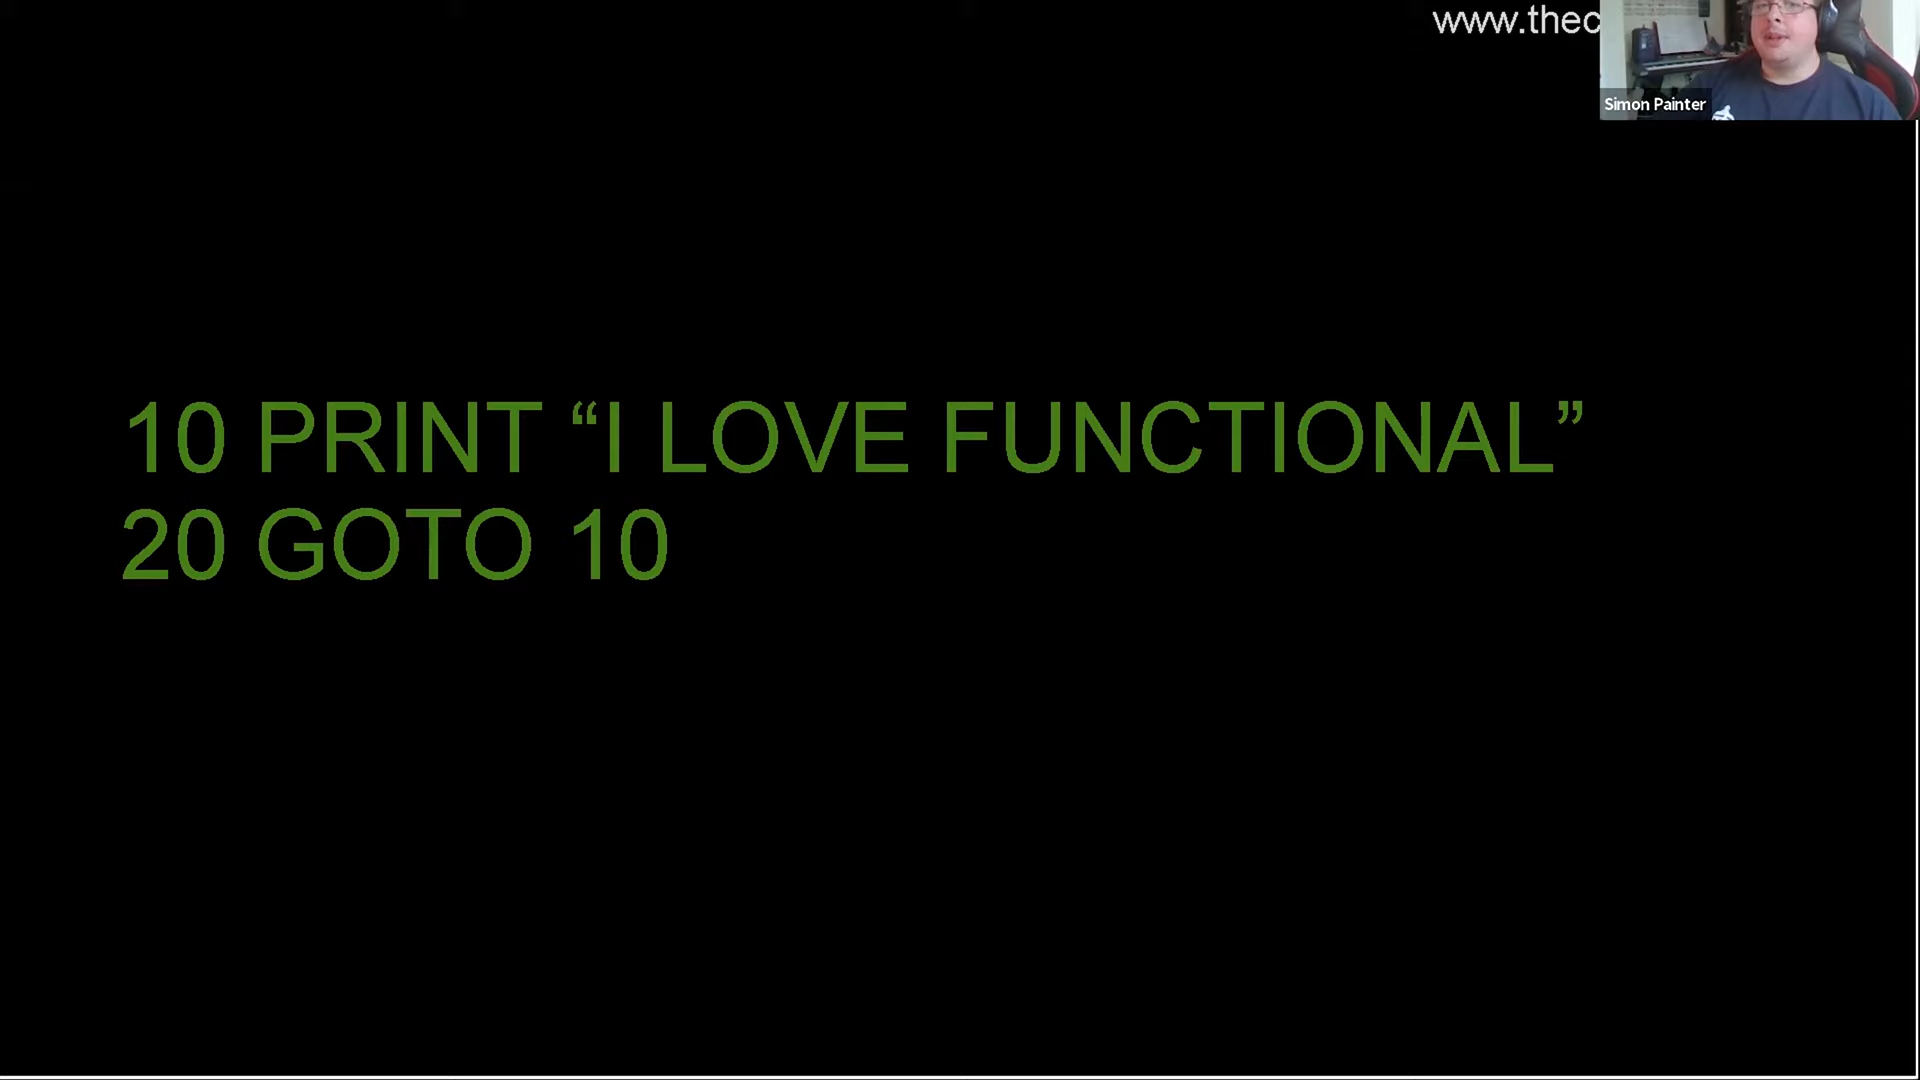 www.thec
Simon Painter
10 PRINT “I LOVE FUNCTIONAL”
20 GOTO 10